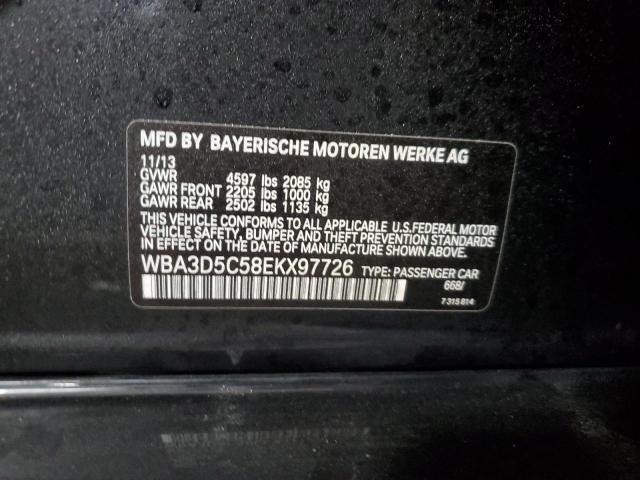 MFD BY BAYERISCHE MOTOREN WERKE AG
11/13
GVWR 4597 lbs 2085 kg
GAWR FRONT 2205 lbs 1000 kg
GAWR REAR 2502 lbs 1135 kg
THIS VEHICLE CONFORMS TO ALL APPLICABLE U.S.FEDERAL MOTOR
VEHICLE SAFETY, BUMPER AND THEFT PREVENTION STANDARDS
IN EFFECT ON THE DATE OF MANUFACTURE SHOWN ABOVE.
WBA3D5C58EKX97726 TYPE: PASSENGER CAR
668/
7315814